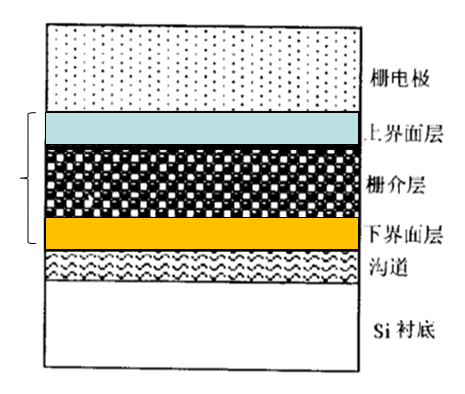 栅电极
上界面层
栅介层
下界面层
沟道
Si 衬底